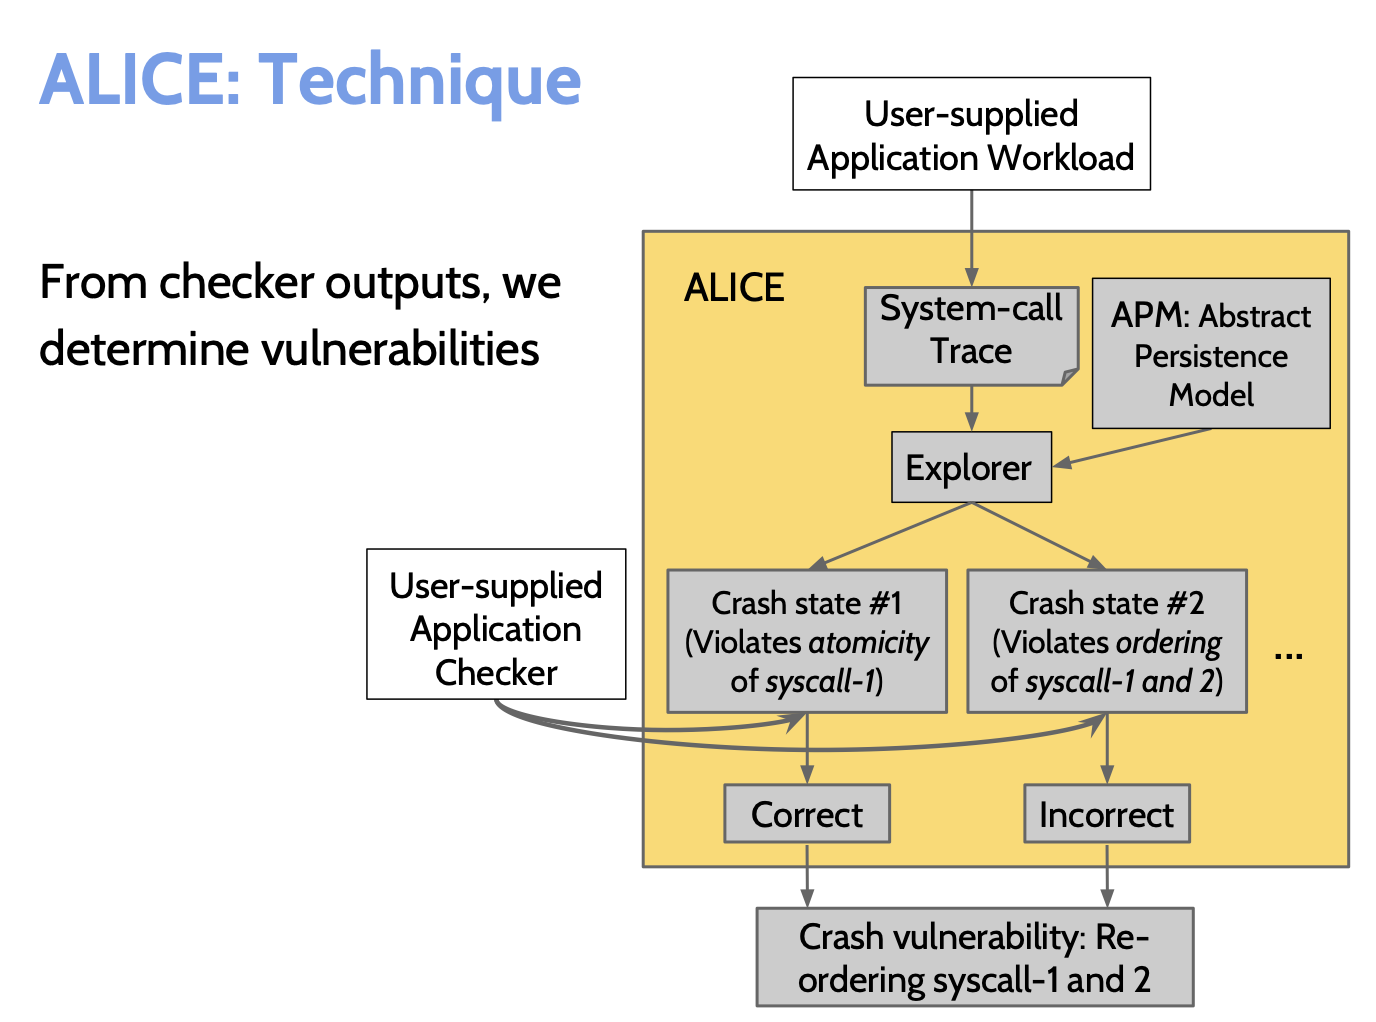 ALICE: Technique
From checker outputs, we
determine vulnerabilities
User-supplied
Application Workload
ALICE
System-call
Trace
APM: Abstract
Persistence
Model
Explorer
User-supplied
Application
Checker
Crash state #1
(Violates atomicity
of syscall-1)
Crash state #2
(Violates ordering
of syscall-1 and 2)
...
Correct
Incorrect
Crash vulnerability: Re-
ordering syscall-1 and 2